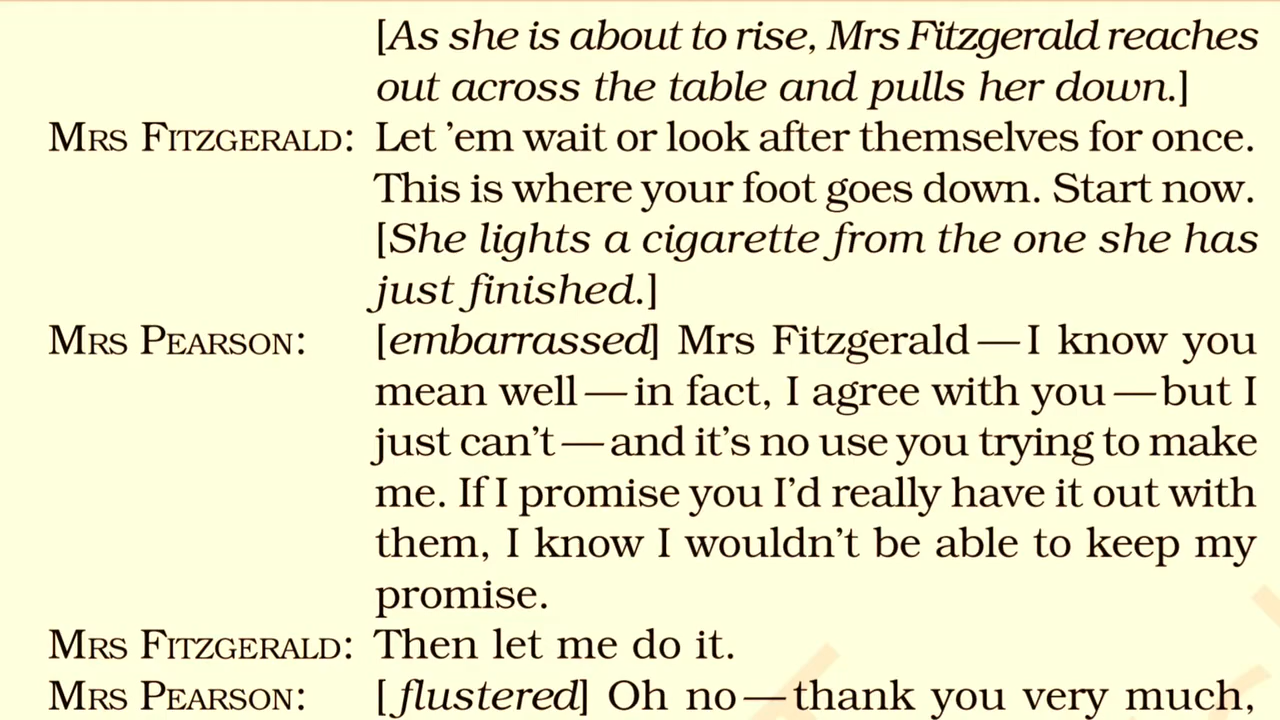 [As she is about to rise, Mrs Fitzgerald reaches
out across the table and pulls her down.]
MRS FITZGERALD: Let ’em wait or look after themselves for once.
This is where your foot goes down. Start now.
[She lights a cigarette from the one she has
just finished.]
MRS PEARSON: [embarrassed] Mrs Fitzgerald—I know you
mean well—in fact, I agree with you—but I
just can’t—and it’s no use you trying to make
me. If I promise you I’d really have it out with
them, I know I wouldn’t be able to keep my
promise.
MRS FITZGERALD: Then let me do it.
MRS PEARSON: [flustered] Oh no—thank you very much,